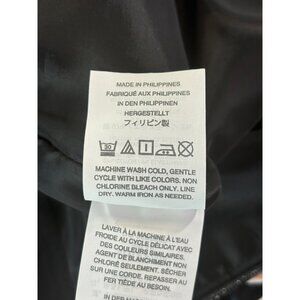 MADE IN PHILIPPINES
FABRIQUÉ AUX PHILIPPINES
IN DEN PHILIPPINEN
HERGESTELLT
フィリピン製
30
MACHINE WASH COLD, GENTLE
CYCLE WITH LIKE COLORS. NON
CHLORINE BLEACH ONLY. LINE
DRY. WARM IRON AS NEEDED.
LAVER À LA MACHINE À L'EAU
FROIDE AU CYCLE DÉLICAT AVEC
DES COULEURS SIMILAIRES.
AGENT DE BLANCHIMENT NON
CHLORÉ SEULEMENT. SÉCHER
SUR UNE CORDE. REPASSER AU
FER TIÈDE AU BESOIN.